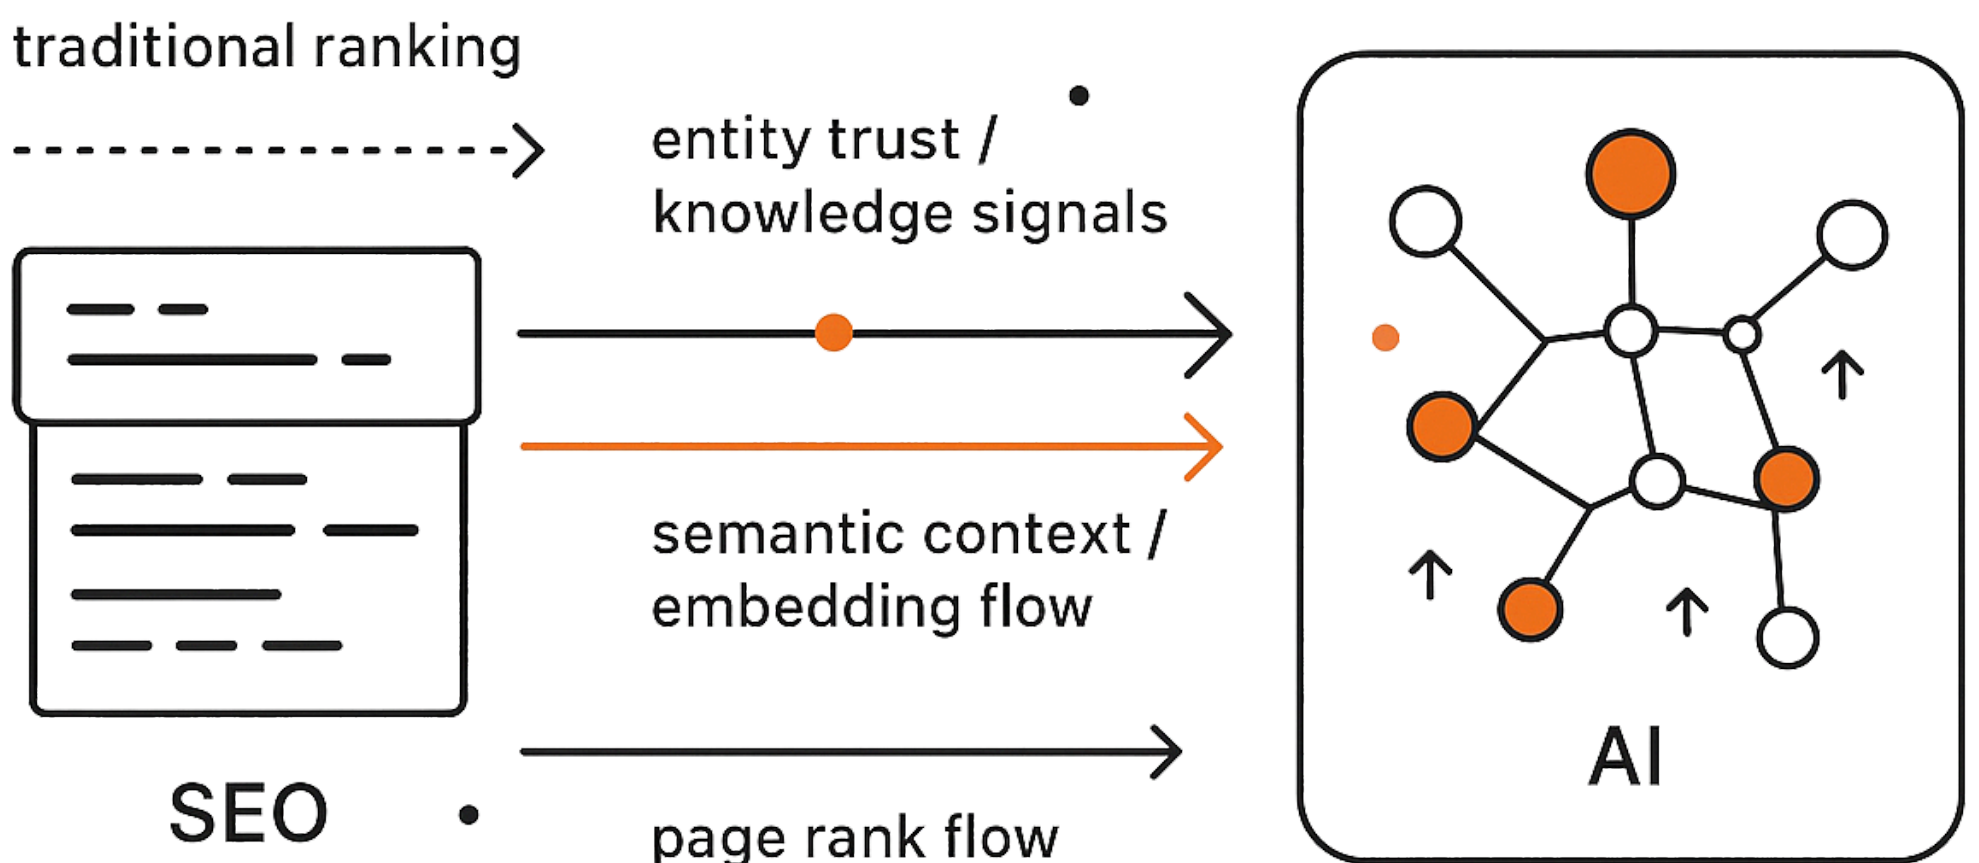 traditional ranking
entity trust /
knowledge signals
semantic context /
embedding flow
page rank flow
SEO
AI